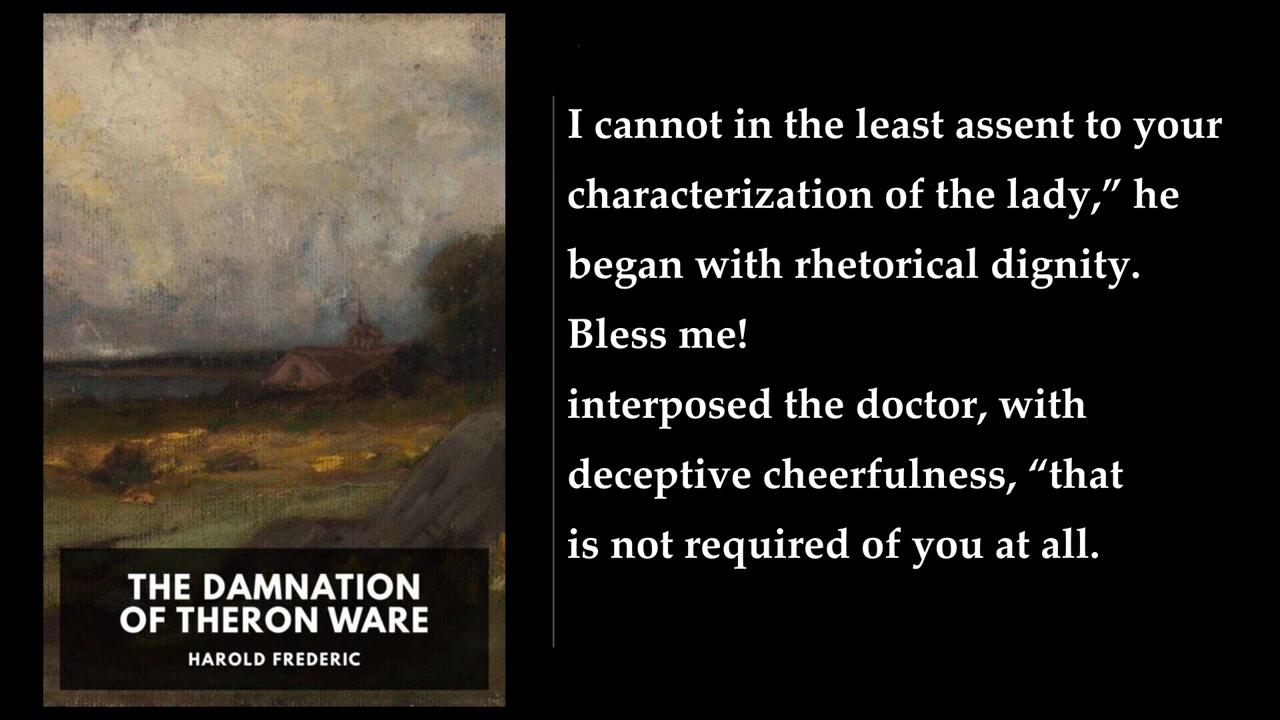 THE DAMNATION
OF THERON WARE
HAROLD FREDERIC
I cannot in the least assent to your
characterization of the lady,” he
began with rhetorical dignity.
Bless me!
interposed the doctor, with
deceptive cheerfulness, “that
is not required of you at all.